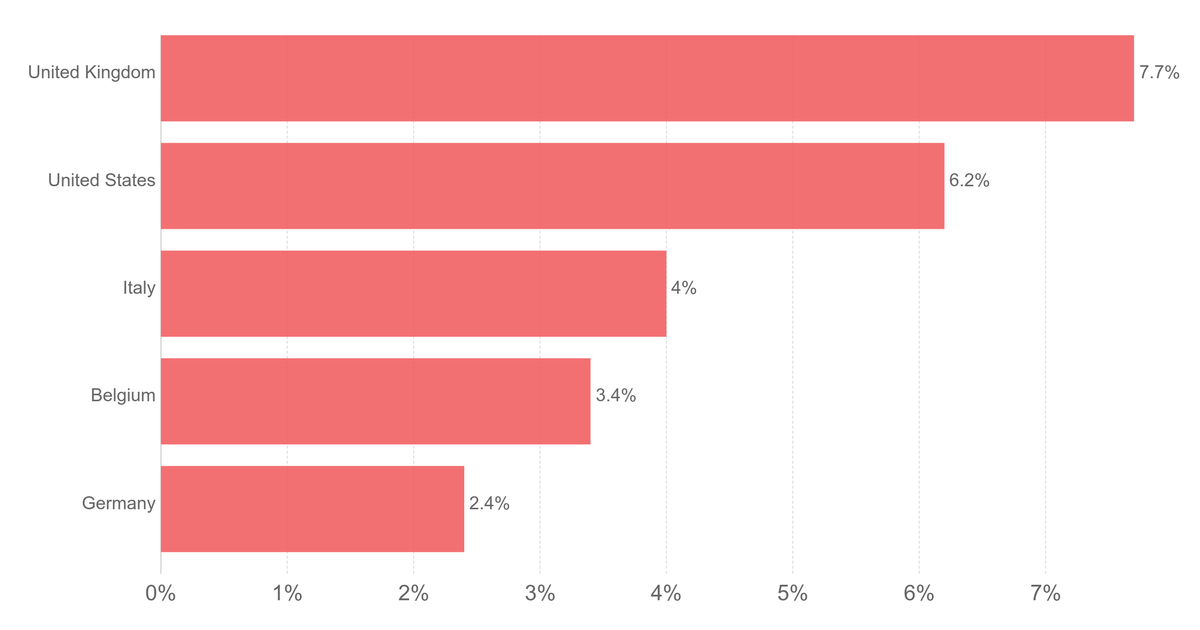 United Kingdom 7.7%
United States 6.2%
Italy 4%
Belgium 3.4%
Germany 2.4%
0% 1% 2% 3% 4% 5% 6% 7%